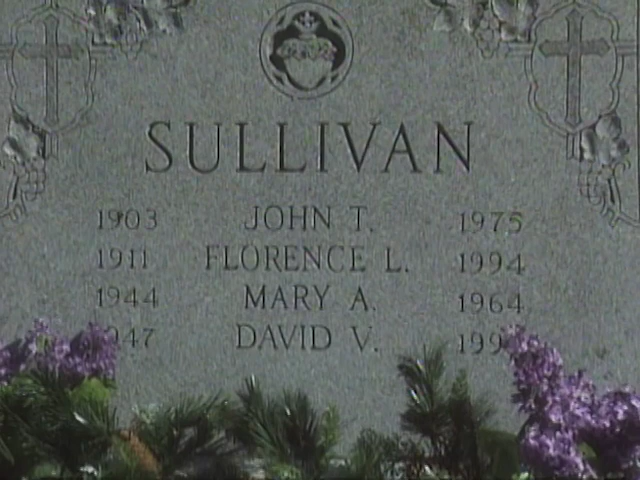 SULLIVAN
1903 JOHN T. 1975
1911 FLORENCE L. 1994
1944 MARY A. 1964
DAVID V.